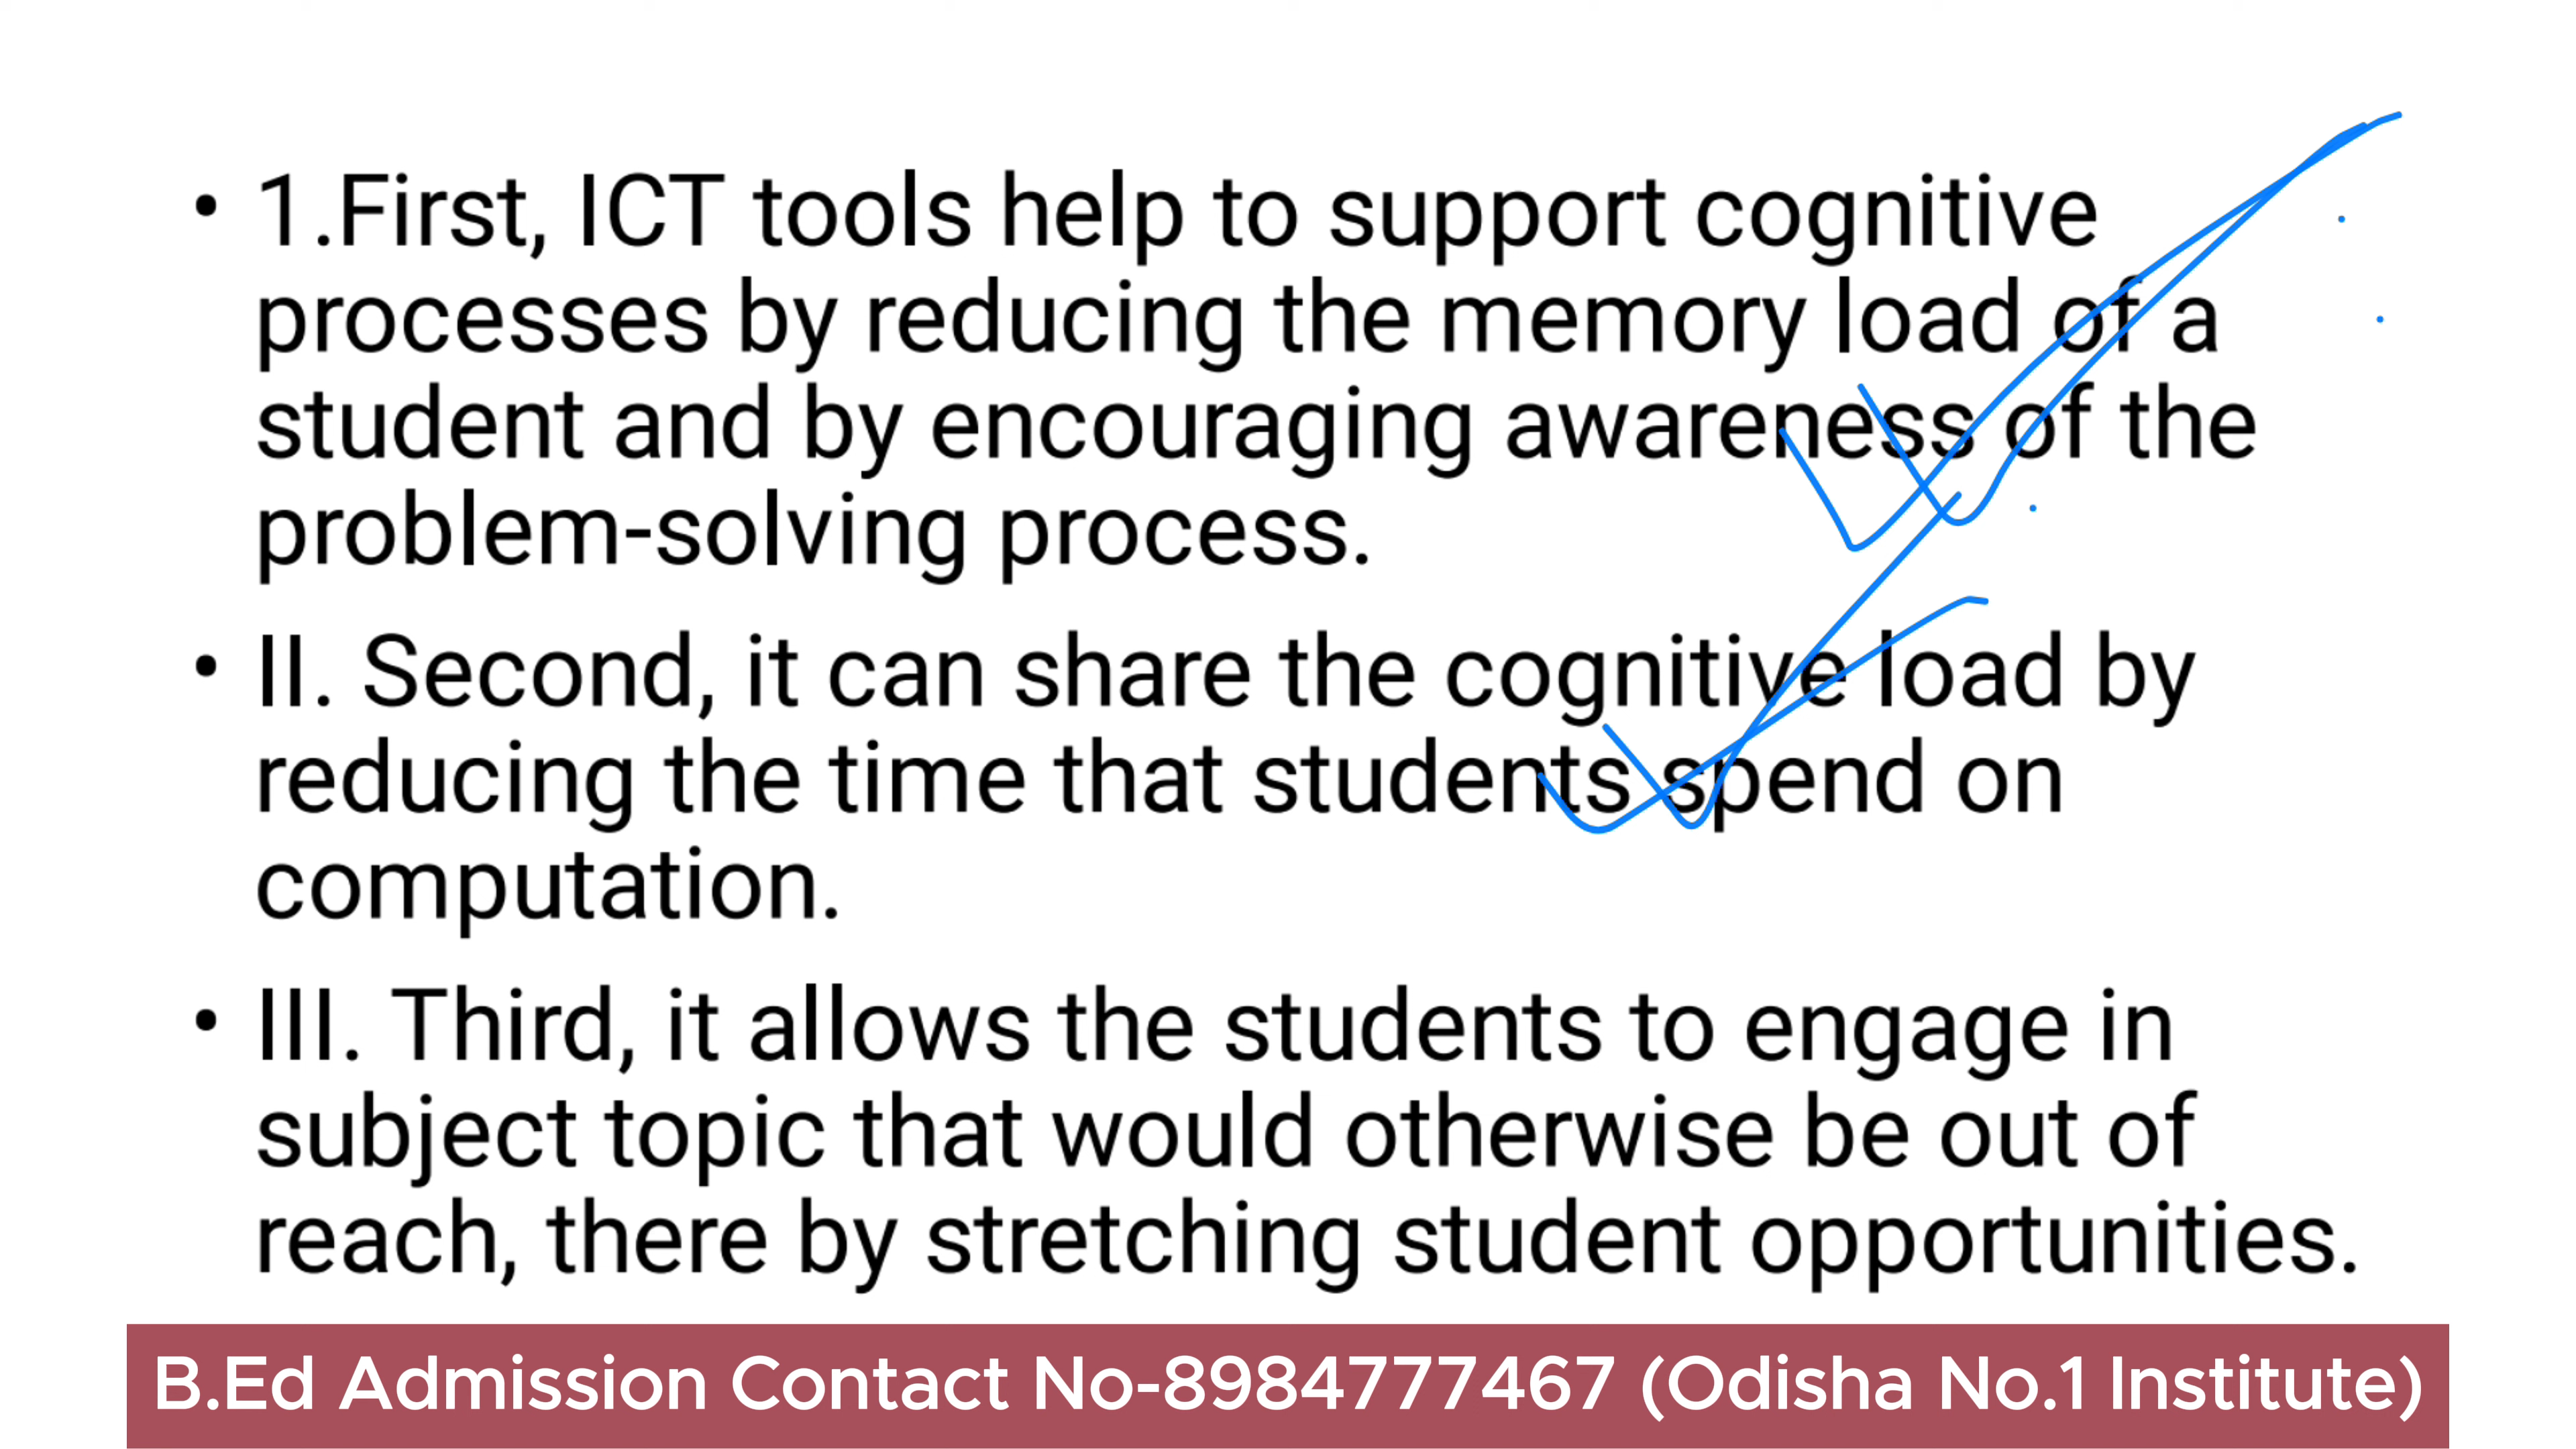 • 1.First, ICT tools help to support cognitive
processes by reducing the memory load of a
student and by encouraging awareness of the
problem-solving process.
• II. Second, it can share the cognitive load by
reducing the time that students spend on
computation.
• III. Third, it allows the students to engage in
subject topic that would otherwise be out of
reach, there by stretching student opportunities.
B.Ed Admission Contact No-8984777467 (Odisha No.1 Institute)